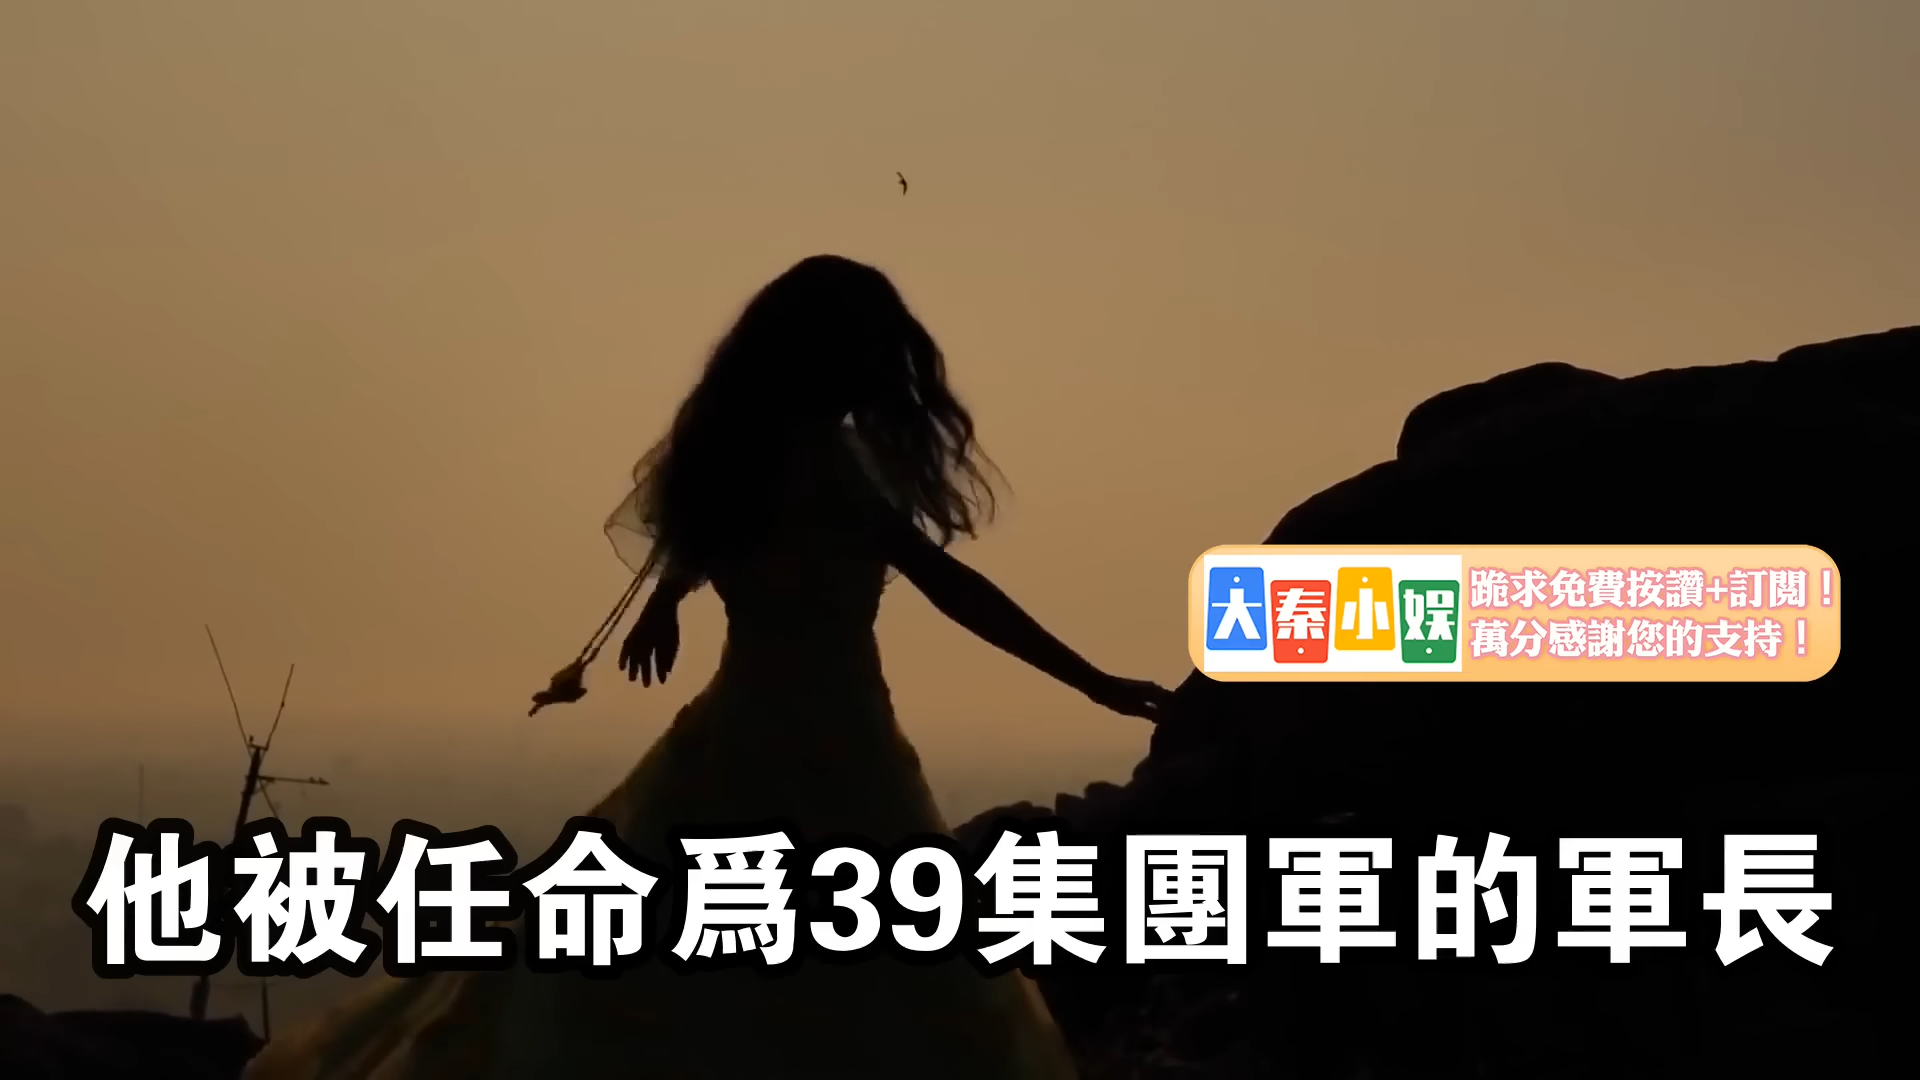 大秦小娱
跪求免費按讚+訂閱！
萬分感謝您的支持！
他被任命爲39集團軍的軍長